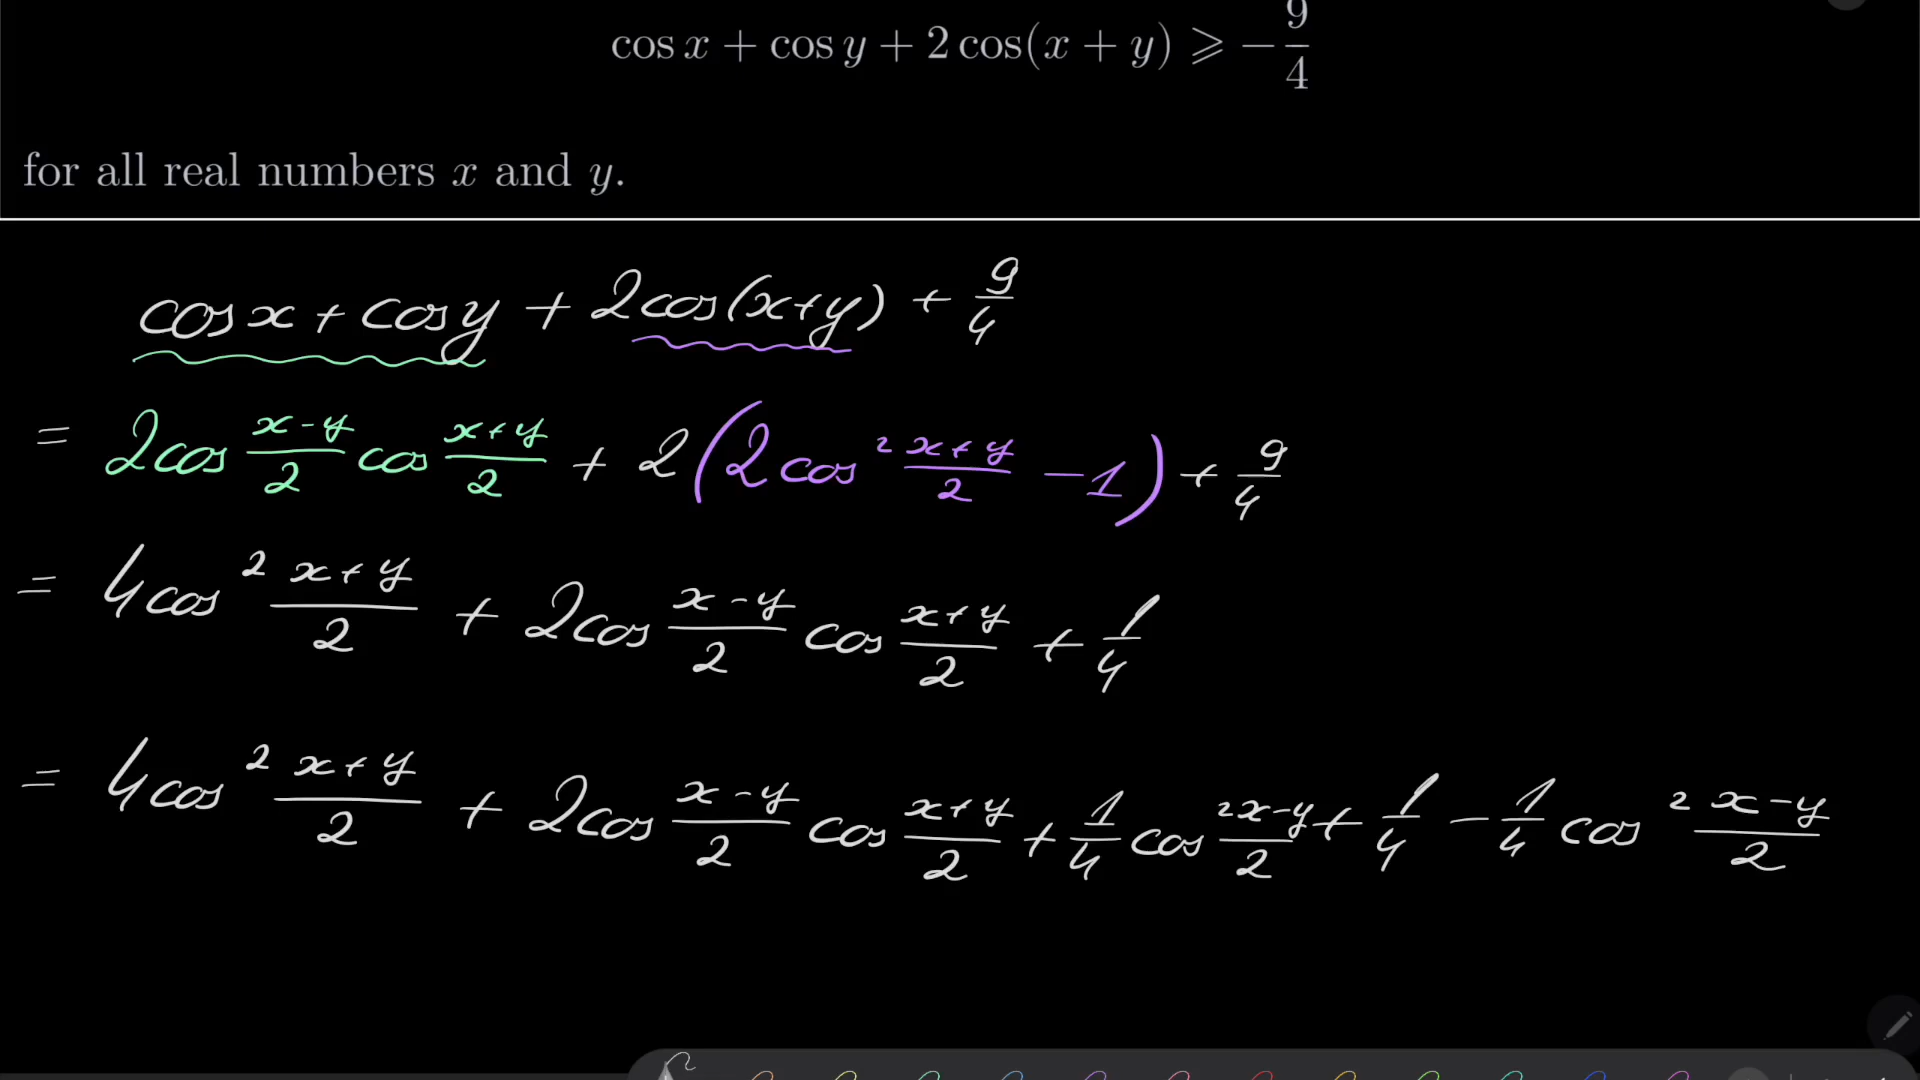 cos x + cos y + 2 cos(x + y) ⩾ − 9/4
for all real numbers x and y.
cos x + cos y + 2cos(x+y) + 9/4
= 2cos (x−y)/2 cos (x+y)/2 + 2(2cos² (x+y)/2 − 1) + 9/4
= 4cos² (x+y)/2 + 2cos (x−y)/2 cos (x+y)/2 + 1/4
= 4cos² (x+y)/2 + 2cos (x−y)/2 cos (x+y)/2 + 1/4 cos² (x−y)/2 + 1/4 − 1/4 cos² (x−y)/2